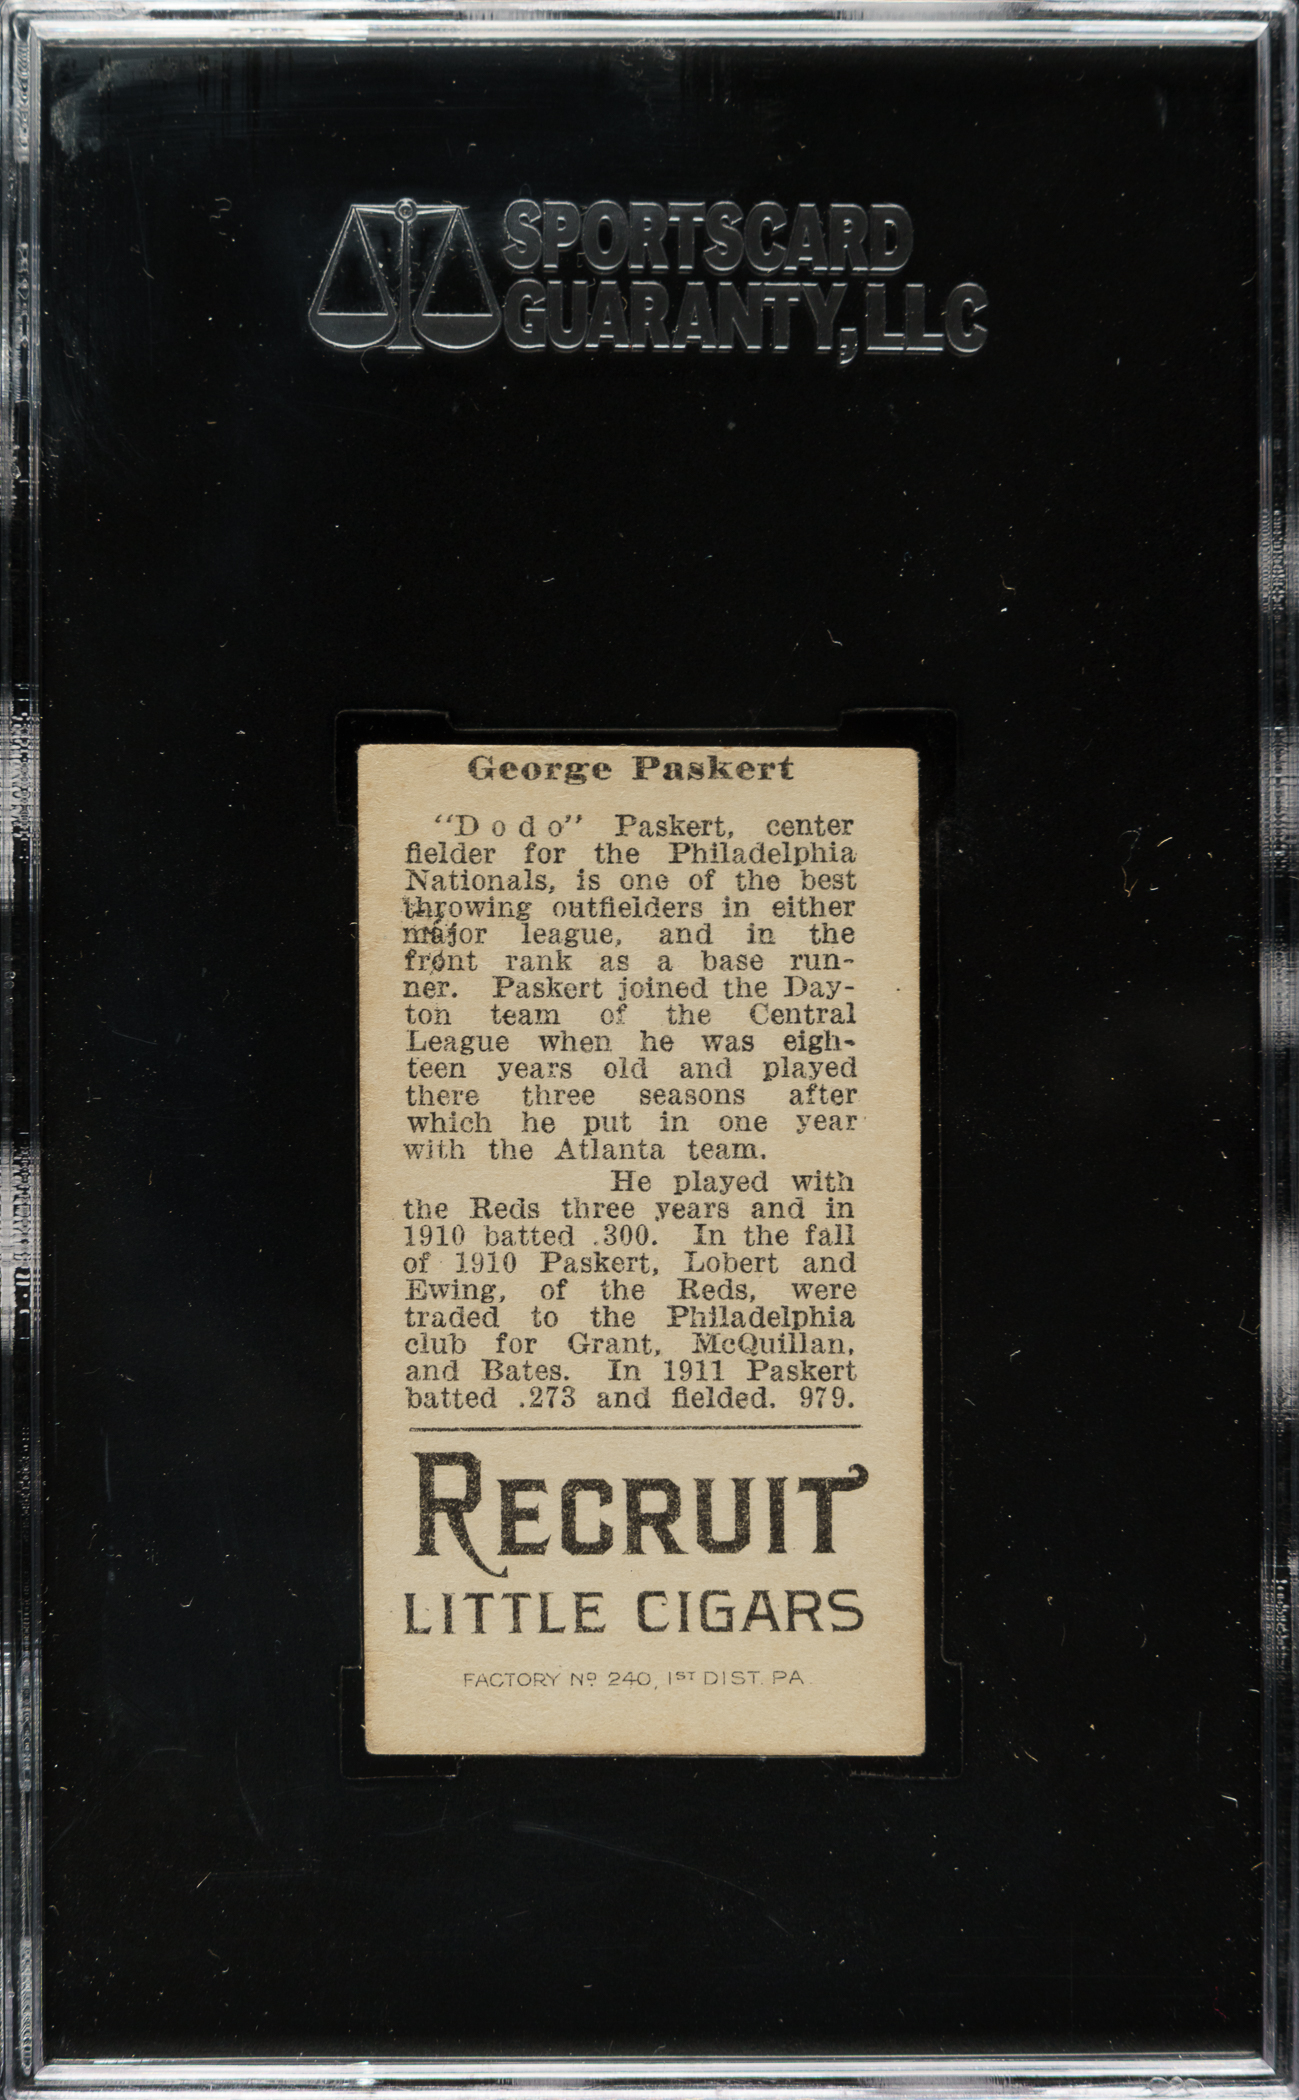 SPORTSCARD
GUARANTY, LLC
George Paskert
"Dodo" Paskert, center
fielder for the Philadelphia
Nationals, is one of the best
throwing outfielders in either
major league, and in the
front rank as a base run-
ner. Paskert joined the Day-
ton team of the Central
League when he was eigh-
teen years old and played
there three seasons after
which he put in one year
with the Atlanta team.
He played with
the Reds three years and in
1910 batted .300. In the fall
of 1910 Paskert, Lobert and
Ewing, of the Reds, were
traded to the Philadelphia
club for Grant, McQuillan,
and Bates. In 1911 Paskert
batted .273 and fielded. 979.
RECRUIT
LITTLE CIGARS
FACTORY No 240, 1ST DIST. PA.